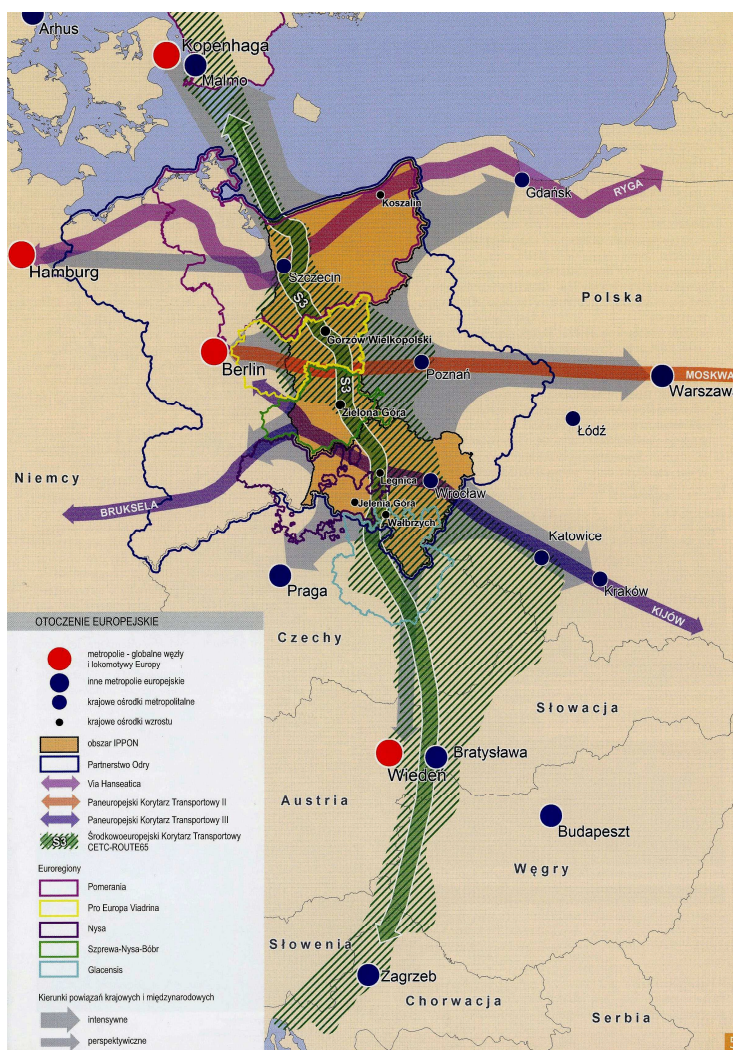 Arhus
Kopenhaga
Malmo
Koszalin
Gdańsk
RYGA
Hamburg
Szczecin
S3
Polska
Gorzów Wielkopolski
Berlin
Poznań
MOSKWA
Warszawa
S3
Zielona Góra
Łódź
Niemcy
Legnica
Wrocław
BRUKSELA
Jelenia Góra
Wałbrzych
Katowice
Praga
Kraków
KIJÓW
Czechy
Słowacja
Wiedeń
Bratysława
Austria
Budapeszt
Węgry
Słowenia
Zagrzeb
Chorwacja
Serbia
OTOCZENIE EUROPEJSKIE
metropolie - globalne węzły
i lokomotywy Europy
inne metropolie europejskie
krajowe ośrodki metropolitalne
krajowe ośrodki wzrostu
obszar IPPON
Partnerstwo Odry
Via Hanseatica
Paneuropejski Korytarz Transportowy II
Paneuropejski Korytarz Transportowy III
S3
Środkowoeuropejski Korytarz Transportowy
CETC-ROUTE65
Euroregiony
Pomerania
Pro Europa Viadrina
Nysa
Szprewa-Nysa-Bóbr
Glacensis
Kierunki powiązań krajowych i międzynarodowych
intensywne
perspektywiczne